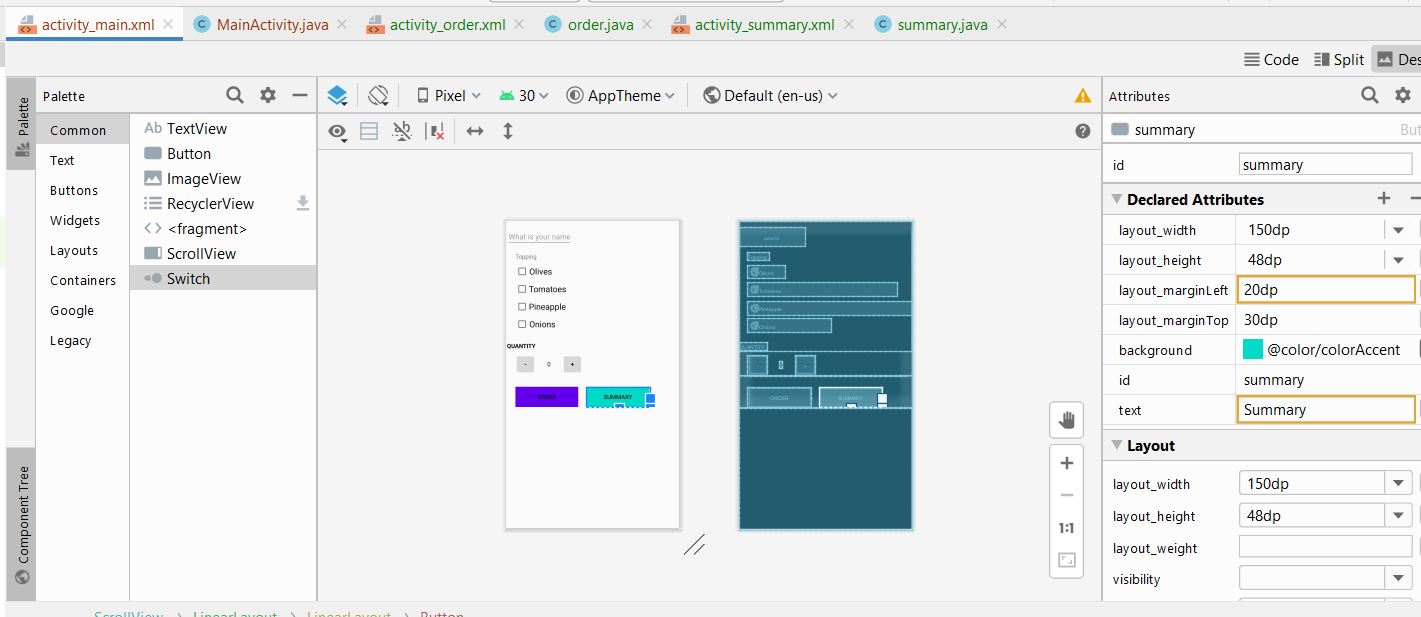 activity_main.xml MainActivity.java activity_order.xml order.java activity_summary.xml summary.java
Code Split Des
Palette
Component Tree
Palette
Common
Text
Buttons
Widgets
Layouts
Containers
Google
Legacy
Ab TextView
Button
ImageView
RecyclerView
<fragment>
ScrollView
Switch
Pixel 30 AppTheme Default (en-us)
What is your name
Topping
Olives
Tomatoes
Pineapple
Onions
QUANTITY
- 0 +
ORDER SUMMARY
Topping
Olives
Tomatoes
Pineapple
Onions
QUANTITY
ORDER SUMMARY
1:1
Attributes
summary But
id summary
Declared Attributes
layout_width 150dp
layout_height 48dp
layout_marginLeft 20dp
layout_marginTop 30dp
background @color/colorAccent
id summary
text Summary
Layout
layout_width 150dp
layout_height 48dp
layout_weight
visibility
ScrollView LinearLayout LinearLayout Button